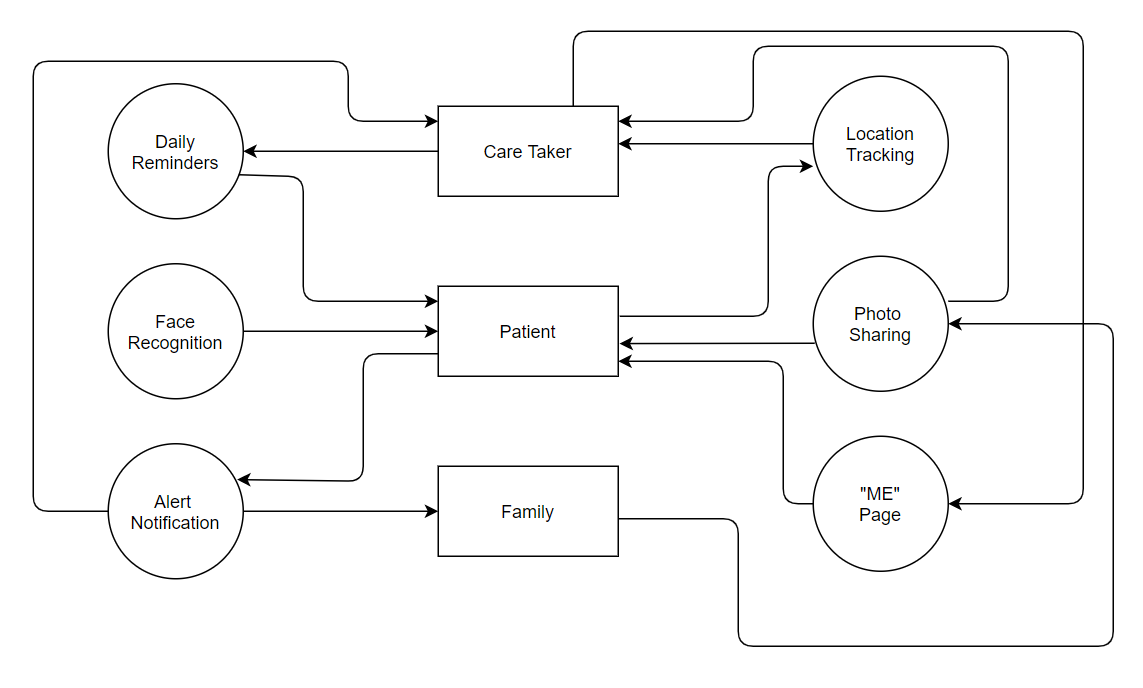 Daily
Reminders
Care Taker
Location
Tracking
Face
Recognition
Patient
Photo
Sharing
Alert
Notification
Family
"ME"
Page